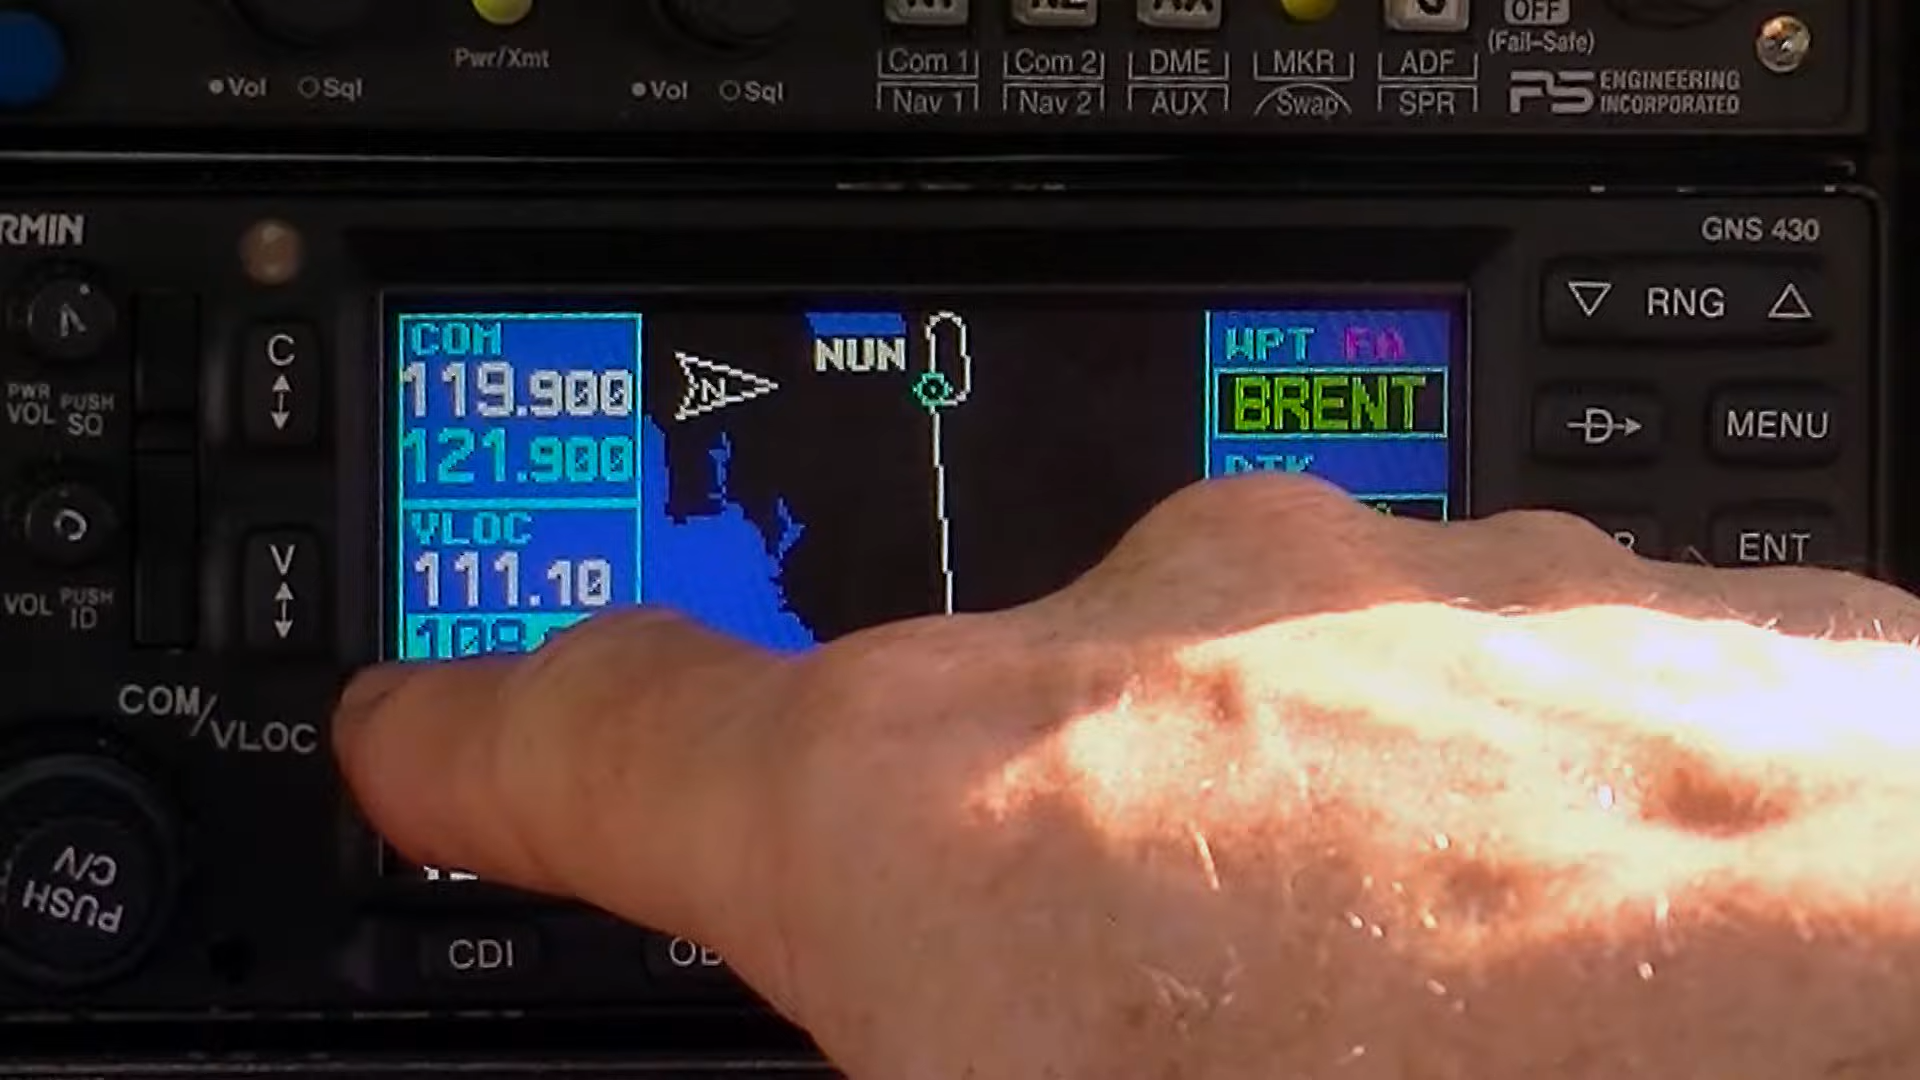 Pwr/Xmt
Vol Sql
Vol Sql
Com 1 Com 2 DME MKR ADF
Nav 1 Nav 2 AUX Swap SPR
OFF
(Fail-Safe)
PS ENGINEERING
INCORPORATED
RMIN
GNS 430
C
PWR
VOL PUSH
SQ
V
VOL PUSH
ID
COM/VLOC
PUSH
C/V
COM
119.900
121.900
VLOC
111.10
N
NUN
WPT FA
BRENT
DTK
RNG
D
MENU
ENT
CDI